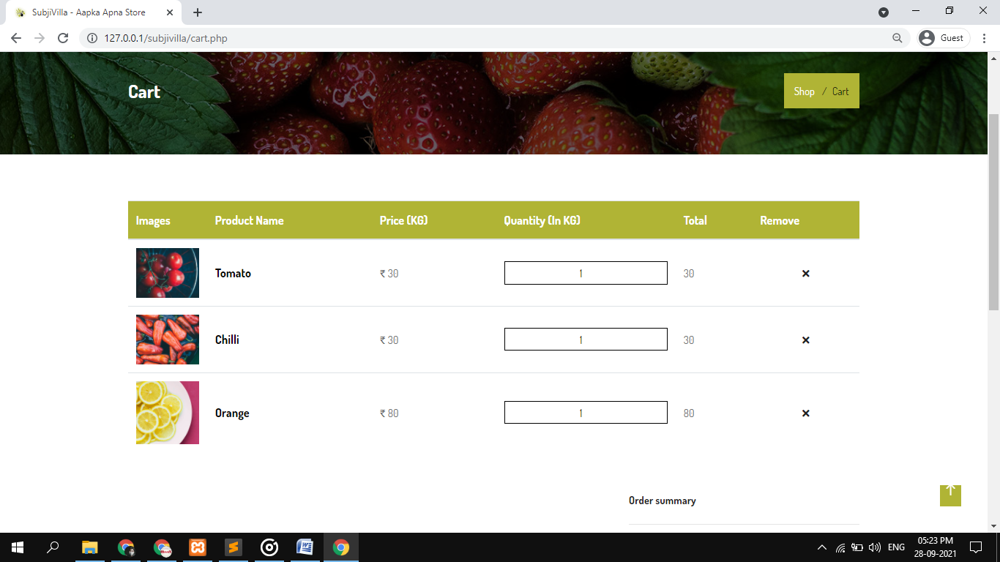 SubjiVilla - Aapka Apna Store
127.0.0.1/subjivilla/cart.php
Guest
Cart
Shop / Cart
Images Product Name Price (KG) Quantity (In KG) Total Remove
Tomato ₹ 30 1 30
Chilli ₹ 30 1 30
Orange ₹ 80 1 80
Order summary
ENG
05:23 PM
28-09-2021